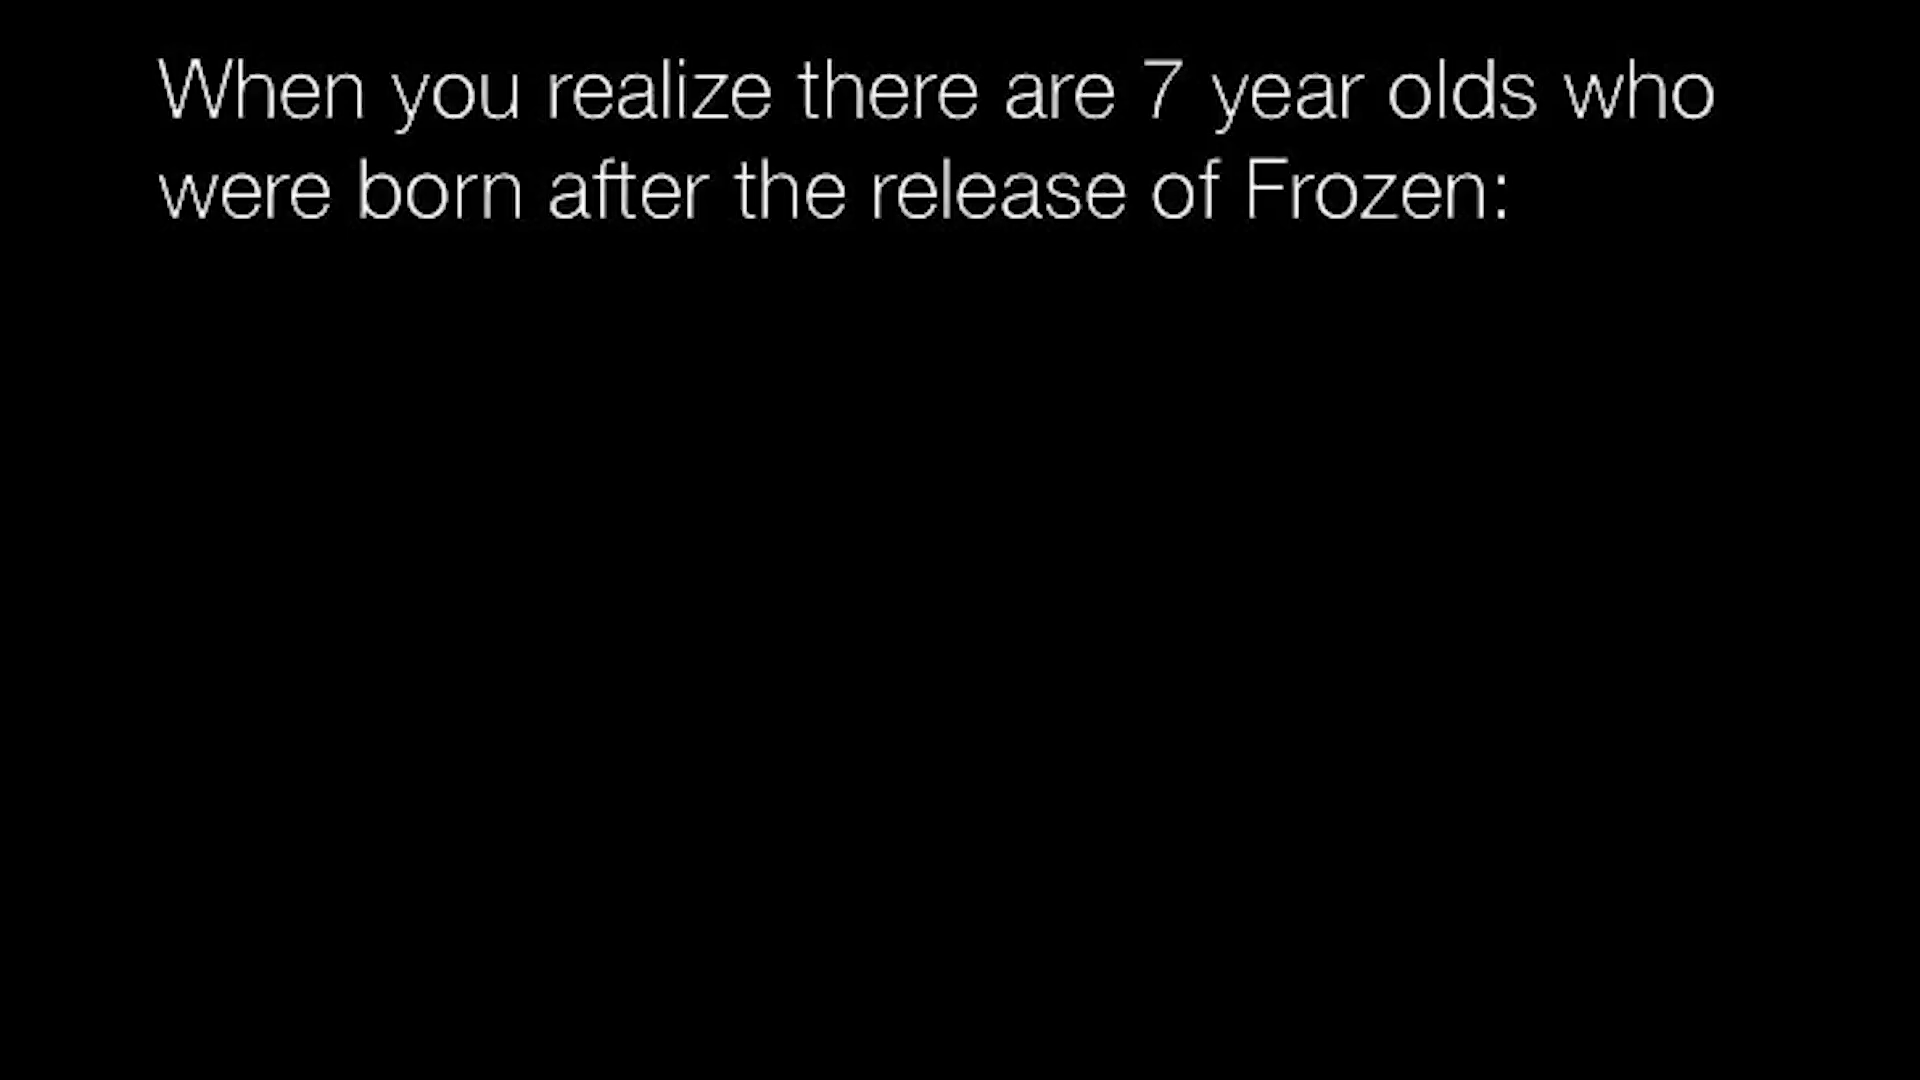 When you realize there are 7 year olds who
were born after the release of Frozen: